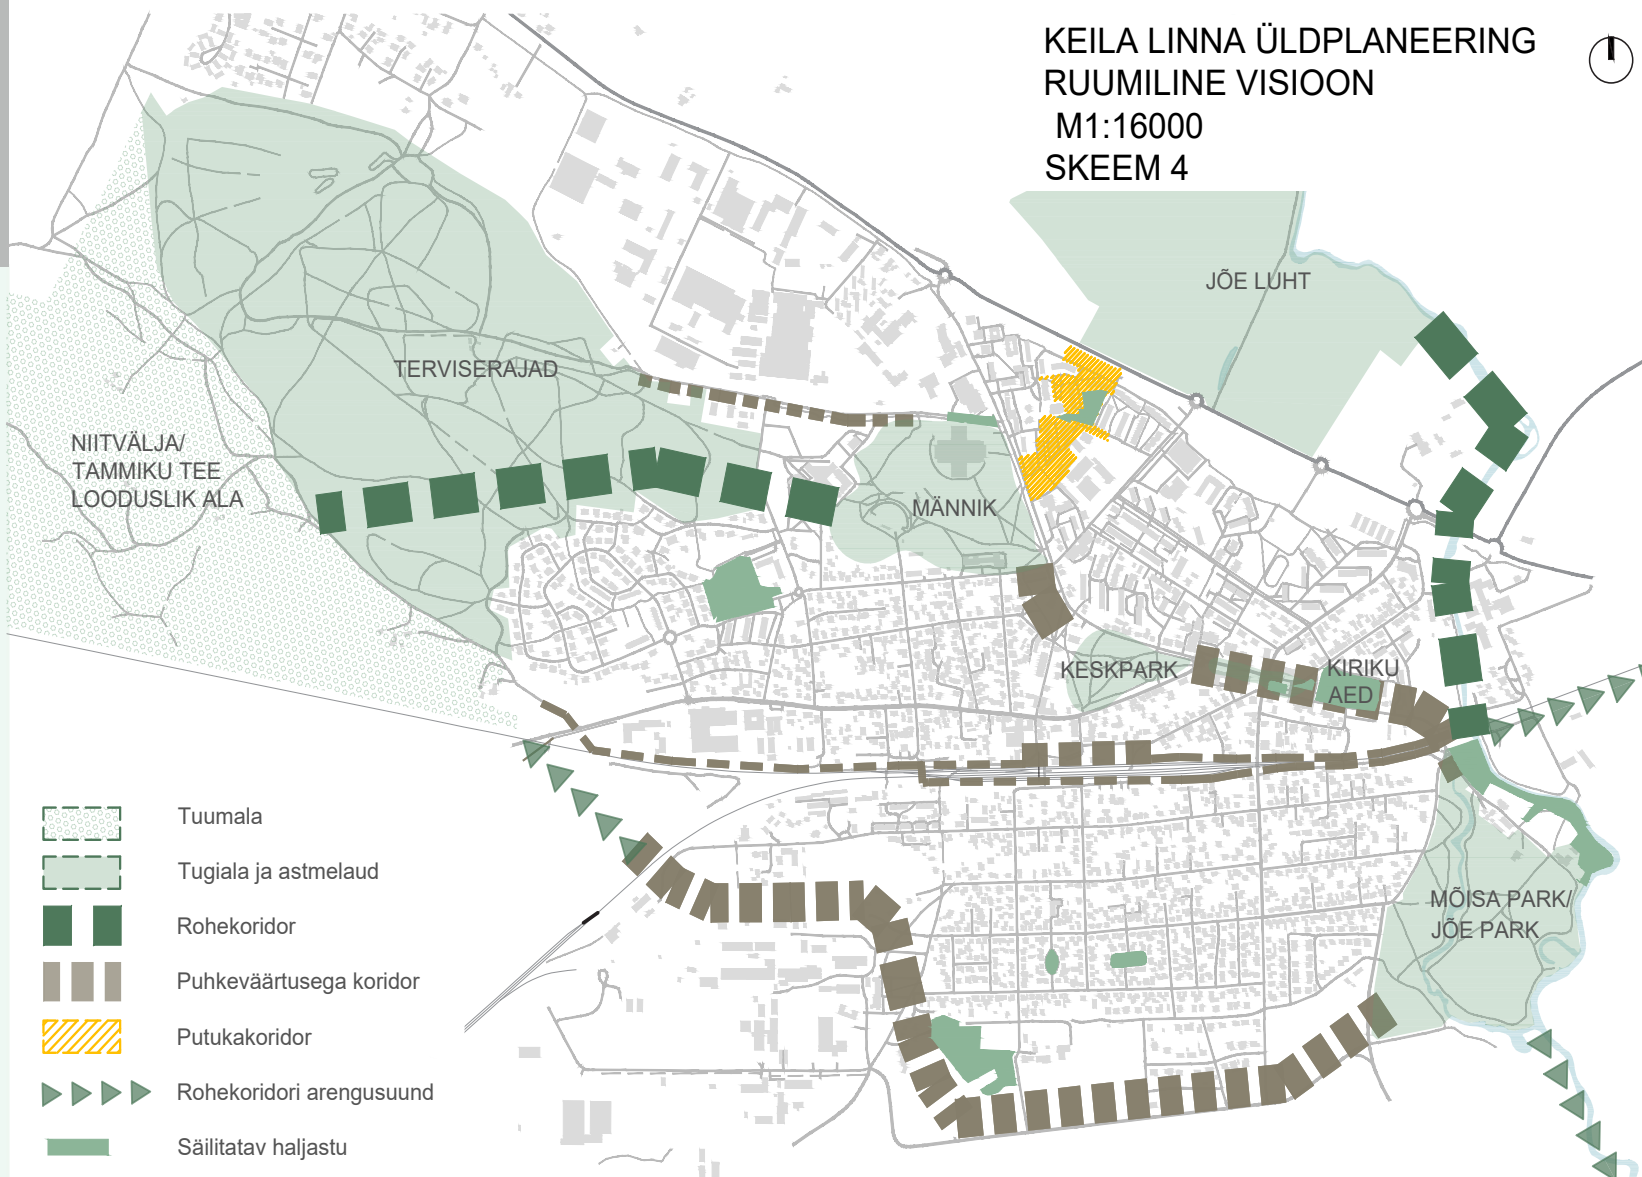 KEILA LINNA ÜLDPLANEERING
RUUMILINE VISIOON
M1:16000
SKEEM 4
JÕE LUHT
TERVISERAJAD
NIITVÄLJA/
TAMMIKU TEE
LOODUSLIK ALA
MÄNNIK
KESKPARK
KIRIKU
AED
MÕISA PARK/
JÕE PARK
Tuumala
Tugiala ja astmelaud
Rohekoridor
Puhkeväärtusega koridor
Putukakoridor
Rohekoridori arengusuund
Säilitatav haljastu